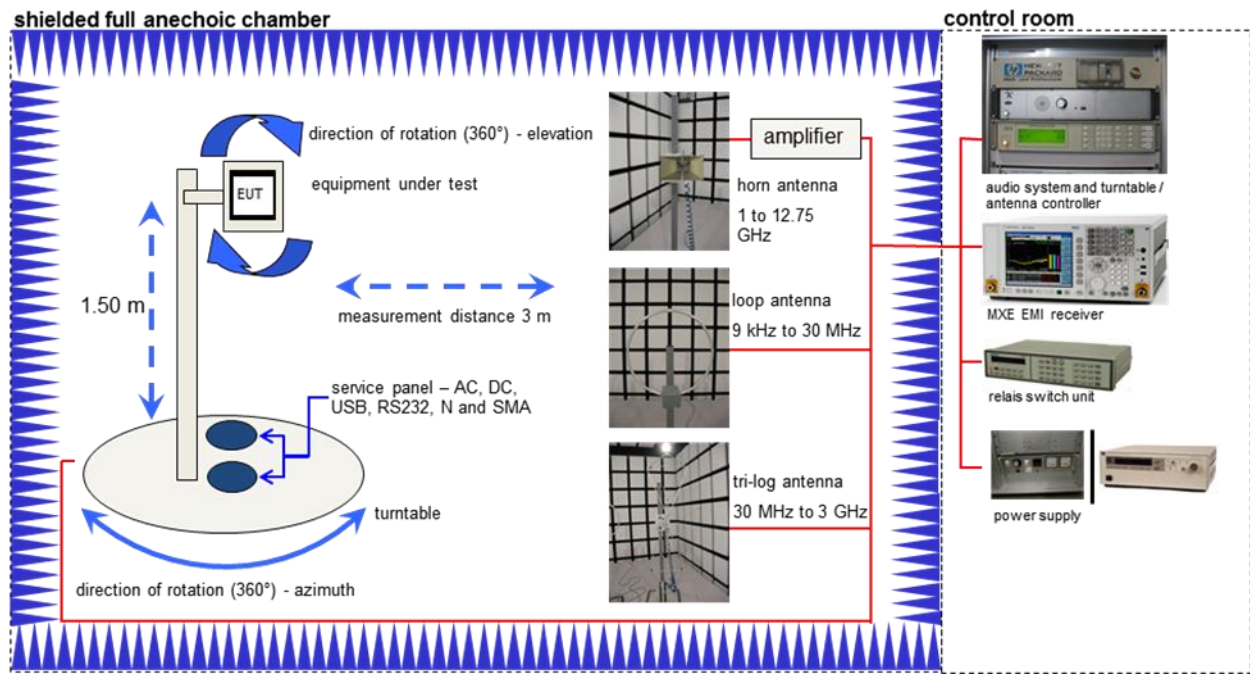 shielded full anechoic chamber
control room
direction of rotation (360°) - elevation
equipment under test
EUT
1.50 m
measurement distance 3 m
service panel – AC, DC,
USB, RS232, N and SMA
turntable
direction of rotation (360°) - azimuth
amplifier
horn antenna
1 to 12.75
GHz
loop antenna
9 kHz to 30 MHz
tri-log antenna
30 MHz to 3 GHz
audio system and turntable /
antenna controller
MXE EMI receiver
relais switch unit
power supply